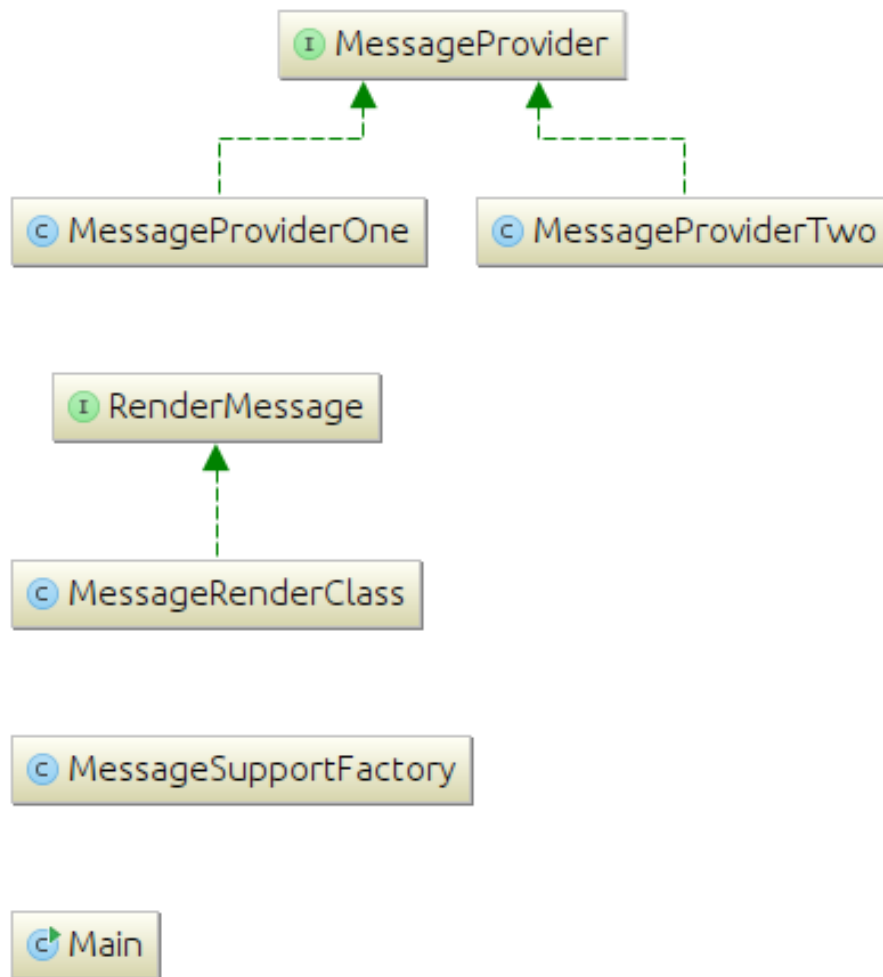 I MessageProvider
C MessageProviderOne
C MessageProviderTwo
I RenderMessage
C MessageRenderClass
C MessageSupportFactory
C Main